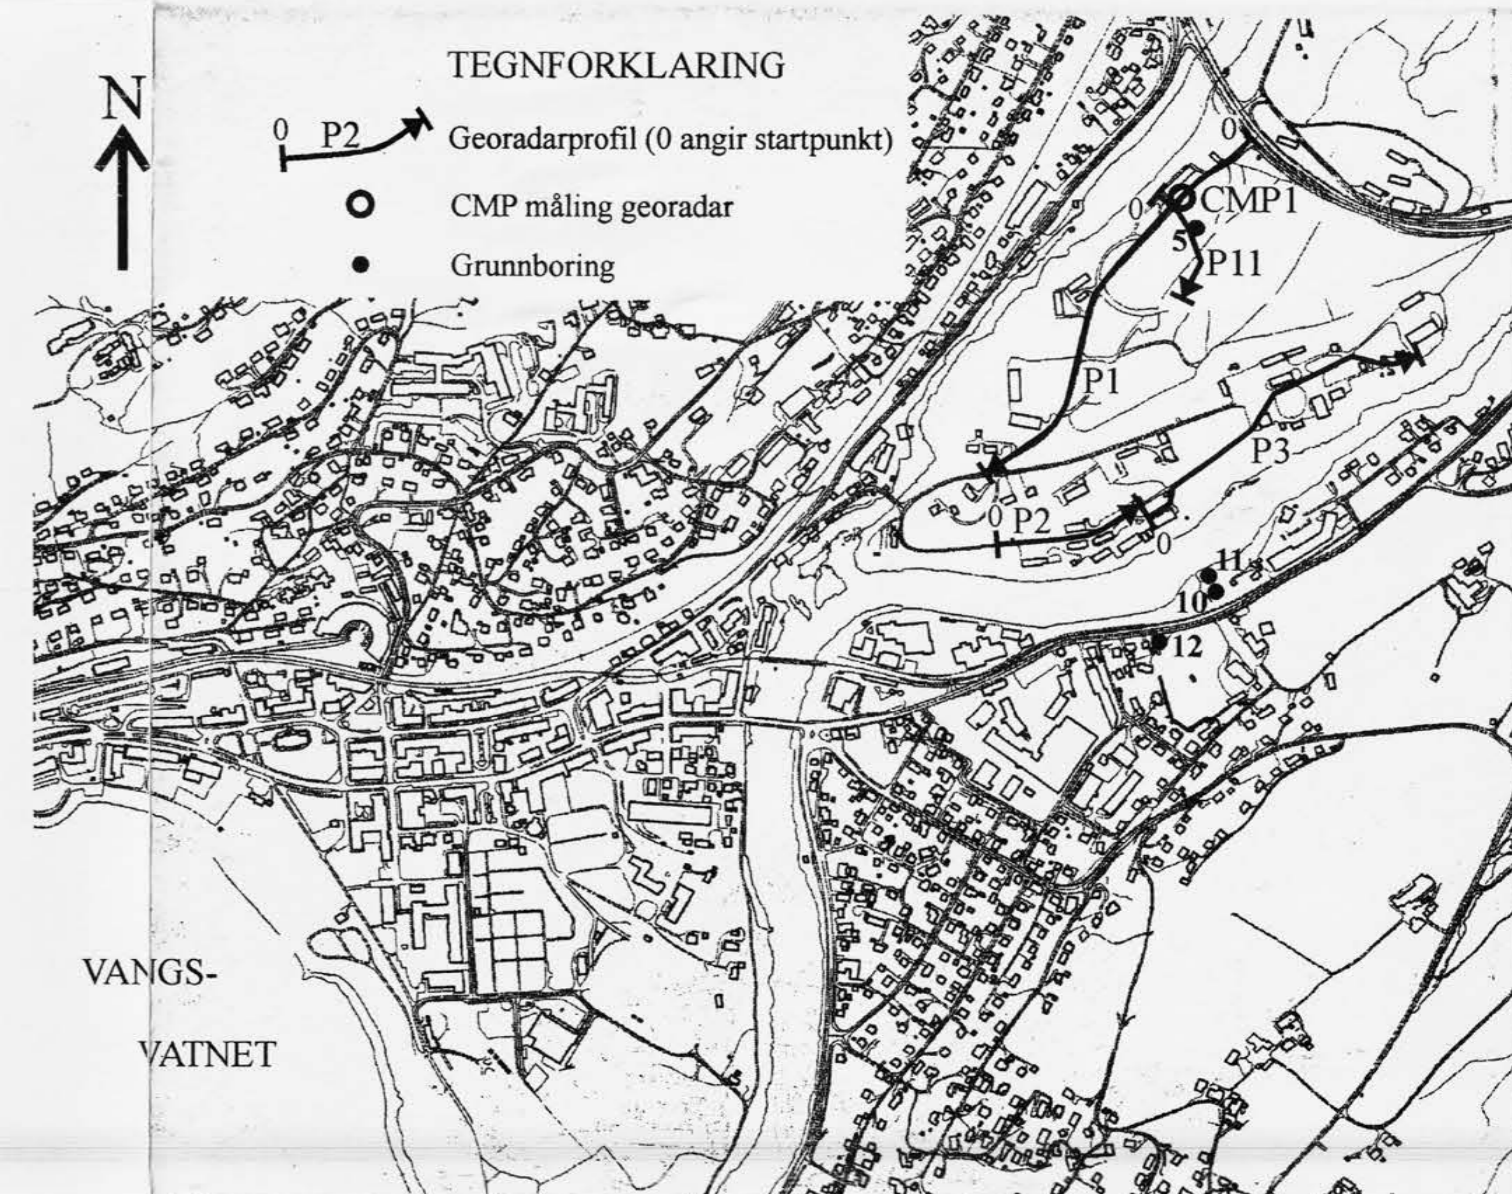 TEGNFORKLARING
N
0 P2 Georadarprofil (0 angir startpunkt)
CMP måling georadar
Grunnboring
0
0 CMP1
5
P11
P1
P3
0 P2
0
11
10
12
VANGS-
VATNET